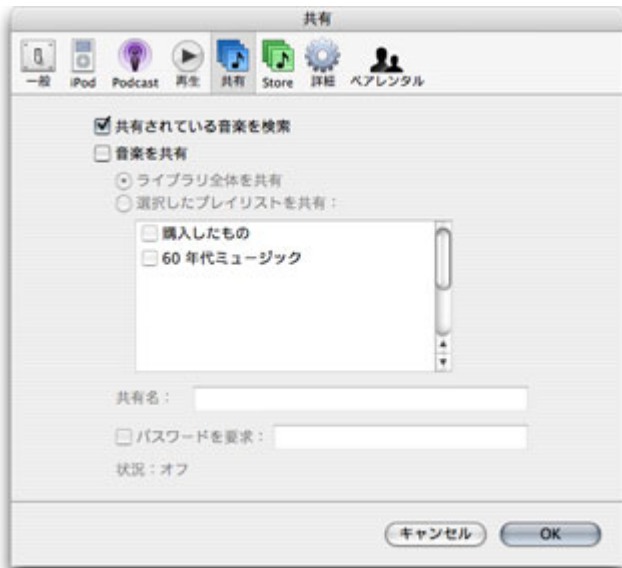 共有
一般 iPod Podcast 再生 共有 Store 詳細 ペアレンタル
共有されている音楽を検索
音楽を共有
ライブラリ全体を共有
選択したプレイリストを共有：
購入したもの
60 年代ミュージック
共有名：
パスワードを要求：
状況：オフ
キャンセル OK